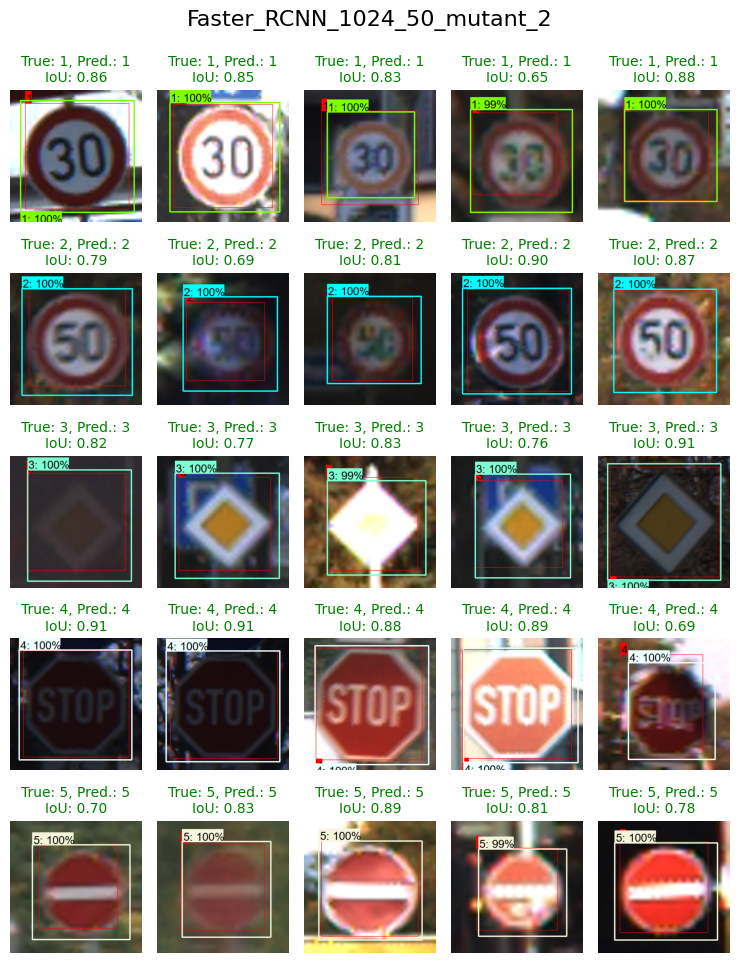 Faster_RCNN_1024_50_mutant_2
True: 1, Pred.: 1
IoU: 0.86
True: 1, Pred.: 1
IoU: 0.85
True: 1, Pred.: 1
IoU: 0.83
True: 1, Pred.: 1
IoU: 0.65
True: 1, Pred.: 1
IoU: 0.88
30
1: 100%
1: 100%
30
1: 100%
30
1: 99%
30
1: 100%
30
True: 2, Pred.: 2
IoU: 0.79
True: 2, Pred.: 2
IoU: 0.69
True: 2, Pred.: 2
IoU: 0.81
True: 2, Pred.: 2
IoU: 0.90
True: 2, Pred.: 2
IoU: 0.87
2: 100%
50
2: 100%
50
2: 100%
2: 100%
50
2: 100%
50
True: 3, Pred.: 3
IoU: 0.82
True: 3, Pred.: 3
IoU: 0.77
True: 3, Pred.: 3
IoU: 0.83
True: 3, Pred.: 3
IoU: 0.76
True: 3, Pred.: 3
IoU: 0.91
3: 100%
3: 100%
3: 99%
3: 100%
3: 100%
True: 4, Pred.: 4
IoU: 0.91
True: 4, Pred.: 4
IoU: 0.91
True: 4, Pred.: 4
IoU: 0.88
True: 4, Pred.: 4
IoU: 0.89
True: 4, Pred.: 4
IoU: 0.69
4: 100%
STOP
4: 100%
STOP
STOP
4: 100%
STOP
4: 100%
4: 100%
STOP
True: 5, Pred.: 5
IoU: 0.70
True: 5, Pred.: 5
IoU: 0.83
True: 5, Pred.: 5
IoU: 0.89
True: 5, Pred.: 5
IoU: 0.81
True: 5, Pred.: 5
IoU: 0.78
5: 100%
5: 100%
5: 100%
5: 99%
5: 100%